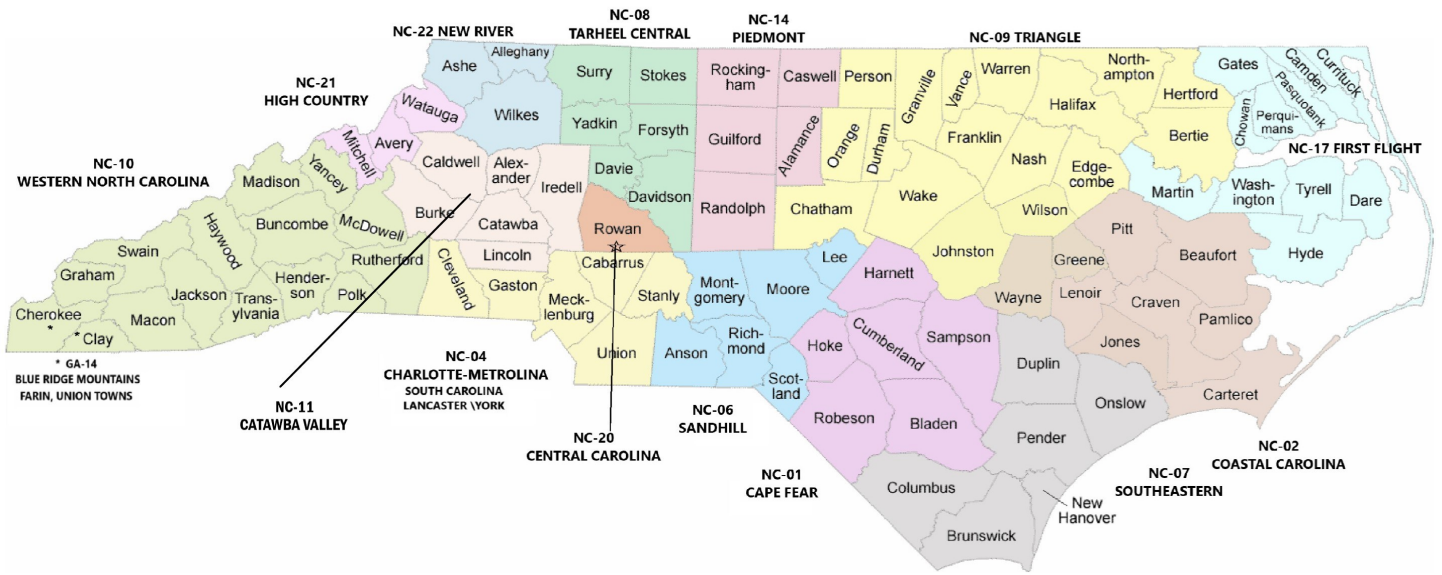 NC-08
TARHEEL CENTRAL
NC-14
PIEDMONT
NC-22 NEW RIVER
NC-09 TRIANGLE
NC-21
HIGH COUNTRY
NC-10
WESTERN NORTH CAROLINA
NC-17 FIRST FLIGHT
Ashe
Alleghany
Wilkes
Surry
Stokes
Yadkin
Forsyth
Davie
Davidson
Rocking-
ham
Caswell
Guilford
Alamance
Randolph
Person
Granville
Vance
Warren
North-
ampton
Halifax
Hertford
Bertie
Orange
Durham
Franklin
Nash
Edge-
combe
Chatham
Wake
Wilson
Johnston
Gates
Currituck
Camden
Pasquotank
Perqui-
mans
Chowan
Martin
Wash-
ington
Tyrell
Dare
Hyde
Watauga
Avery
Mitchell
Caldwell
Alex-
ander
Iredell
Burke
Catawba
Lincoln
Rowan
Yancey
Madison
Buncombe
McDowell
Haywood
Swain
Graham
Cherokee
*
* Clay
Macon
Jackson
Trans-
ylvania
Hender-
son
Polk
Rutherford
Cleveland
Gaston
Meck-
lenburg
Cabarrus
Stanly
Union
Mont-
gomery
Moore
Lee
Anson
Rich-
mond
Scot-
land
Harnett
Hoke
Cumberland
Sampson
Robeson
Bladen
Wayne
Greene
Pitt
Beaufort
Lenoir
Craven
Pamlico
Jones
Carteret
Duplin
Onslow
Pender
Columbus
Brunswick
New
Hanover
* GA-14
BLUE RIDGE MOUNTAINS
FARIN, UNION TOWNS
NC-11
CATAWBA VALLEY
NC-04
CHARLOTTE-METROLINA
SOUTH CAROLINA
LANCASTER \YORK
NC-20
CENTRAL CAROLINA
NC-06
SANDHILL
NC-01
CAPE FEAR
NC-07
SOUTHEASTERN
NC-02
COASTAL CAROLINA